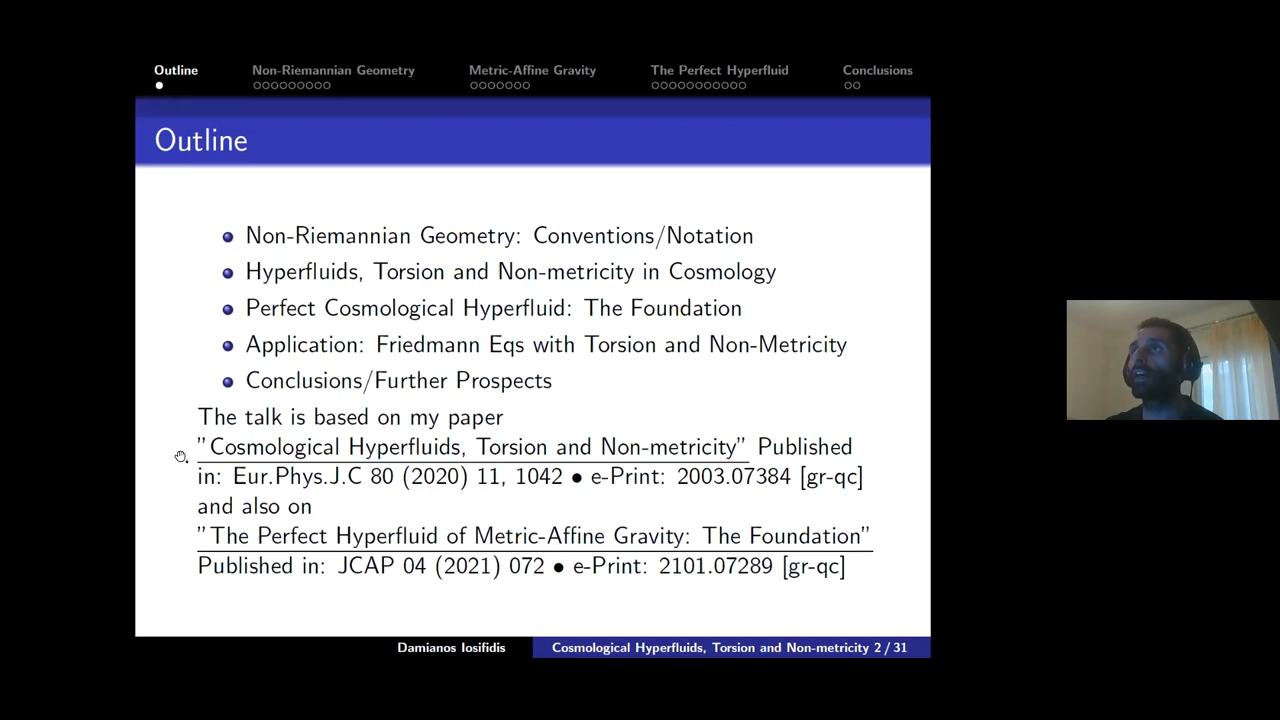 Outline Non-Riemannian Geometry Metric-Affine Gravity The Perfect Hyperfluid Conclusions
Outline
Non-Riemannian Geometry: Conventions/Notation
Hyperfluids, Torsion and Non-metricity in Cosmology
Perfect Cosmological Hyperfluid: The Foundation
Application: Friedmann Eqs with Torsion and Non-Metricity
Conclusions/Further Prospects
The talk is based on my paper
"Cosmological Hyperfluids, Torsion and Non-metricity" Published
in: Eur.Phys.J.C 80 (2020) 11, 1042 • e-Print: 2003.07384 [gr-qc]
and also on
"The Perfect Hyperfluid of Metric-Affine Gravity: The Foundation"
Published in: JCAP 04 (2021) 072 • e-Print: 2101.07289 [gr-qc]
Damianos Iosifidis Cosmological Hyperfluids, Torsion and Non-metricity 2 / 31